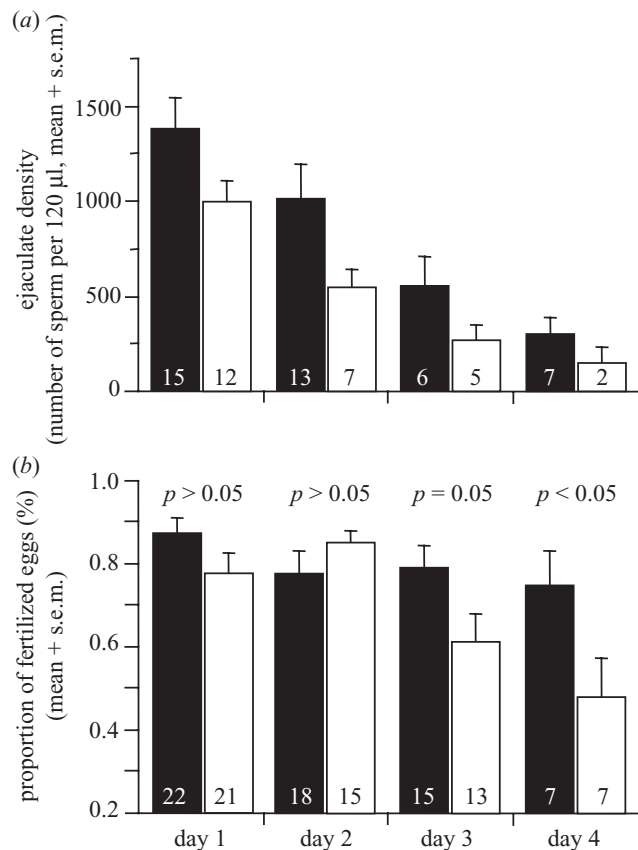 (a)
ejaculate density
(number of sperm per 120 µl, mean + s.e.m.)
1500
1000
500
0
15
12
13
7
6
5
7
2
(b)
proportion of fertilized eggs (%)
(mean + s.e.m.)
1.0
0.8
0.6
0.4
0.2
p > 0.05
p > 0.05
p = 0.05
p < 0.05
22
21
18
15
15
13
7
7
day 1
day 2
day 3
day 4